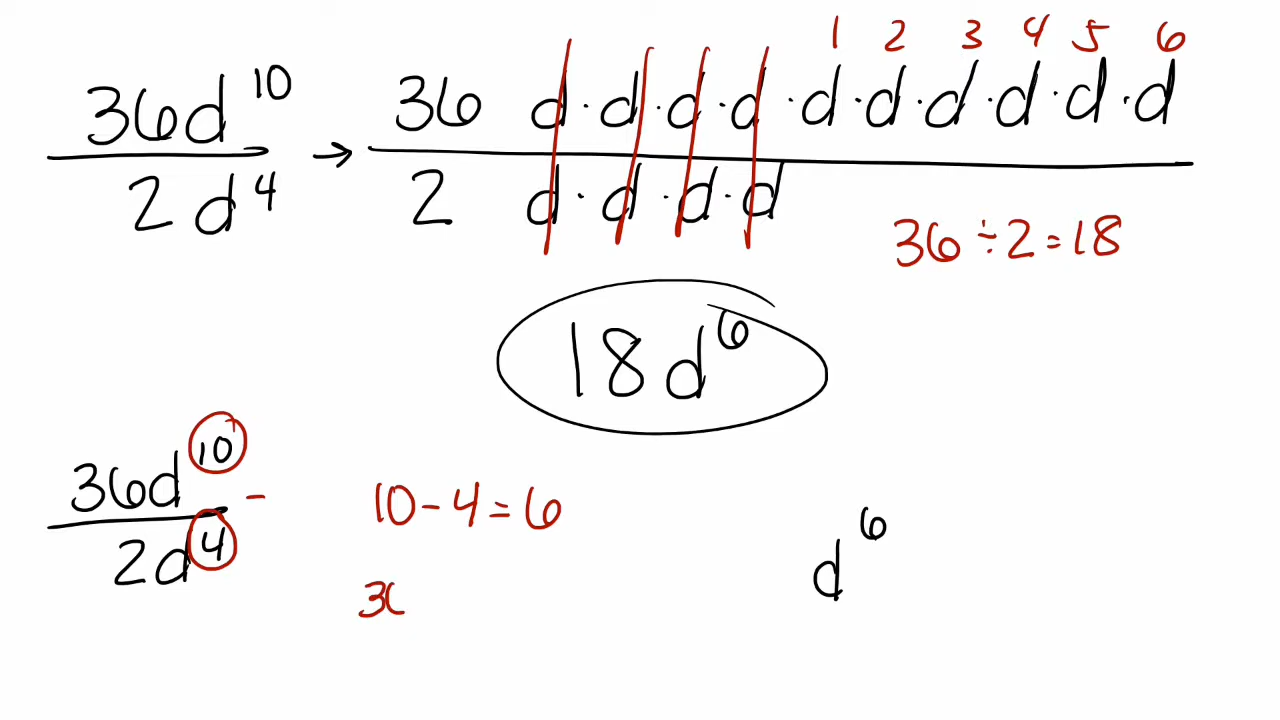 1 2 3 4 5 6
36d^10 / 2d^4 → 36 d·d·d·d·d·d·d·d·d·d / 2 d·d·d·d
36÷2=18
18d^6
36d^10 / 2d^4 -
10-4=6
d^6
3